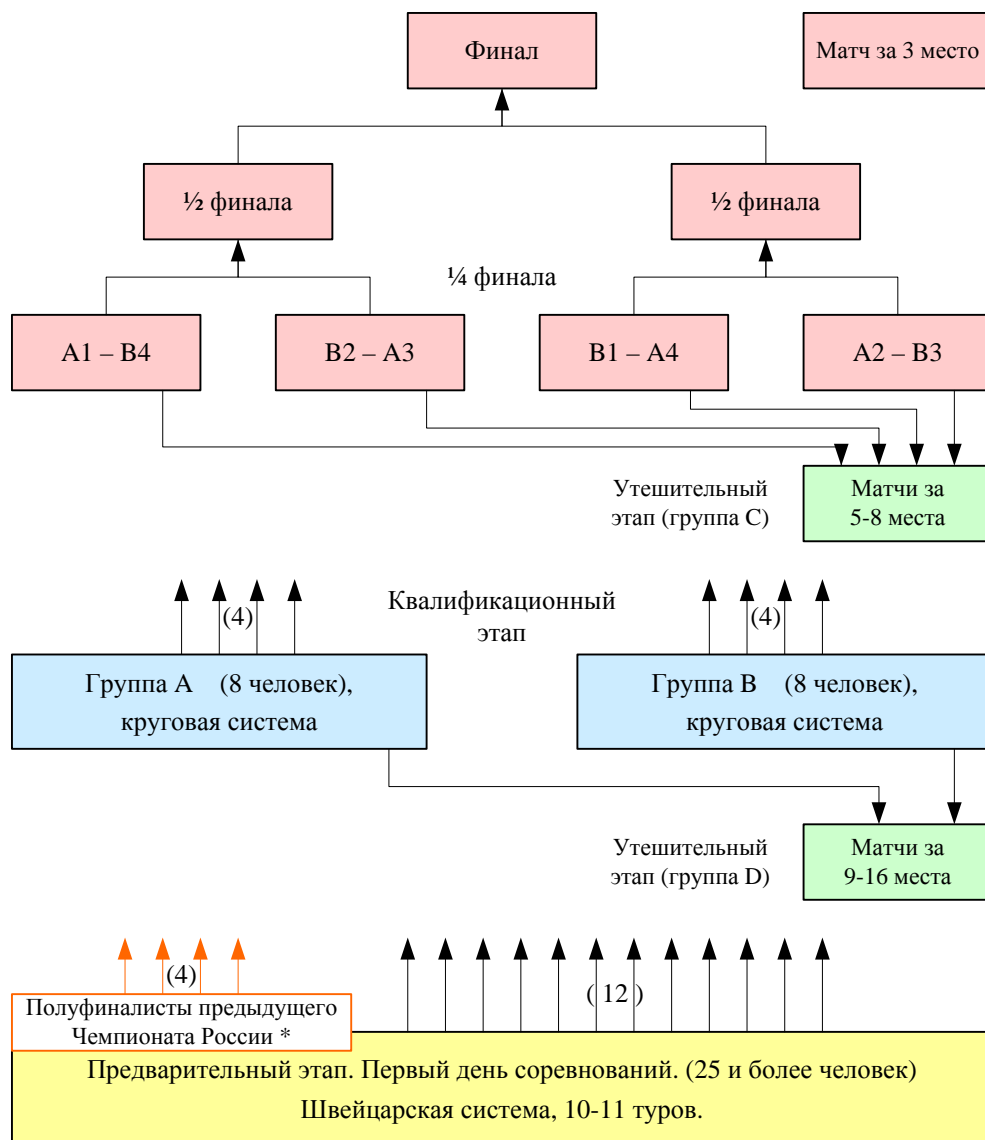 Финал
Матч за 3 место
½ финала
½ финала
¼ финала
A1 – B4
B2 – A3
B1 – A4
A2 – B3
Утешительный
этап (группа C)
Матчи за
5-8 места
(4)
Квалификационный
этап
(4)
Группа A (8 человек),
круговая система
Группа B (8 человек),
круговая система
Утешительный
этап (группа D)
Матчи за
9-16 места
(4)
( 12 )
Полуфиналисты предыдущего
Чемпионата России *
Предварительный этап. Первый день соревнований. (25 и более человек)
Швейцарская система, 10-11 туров.